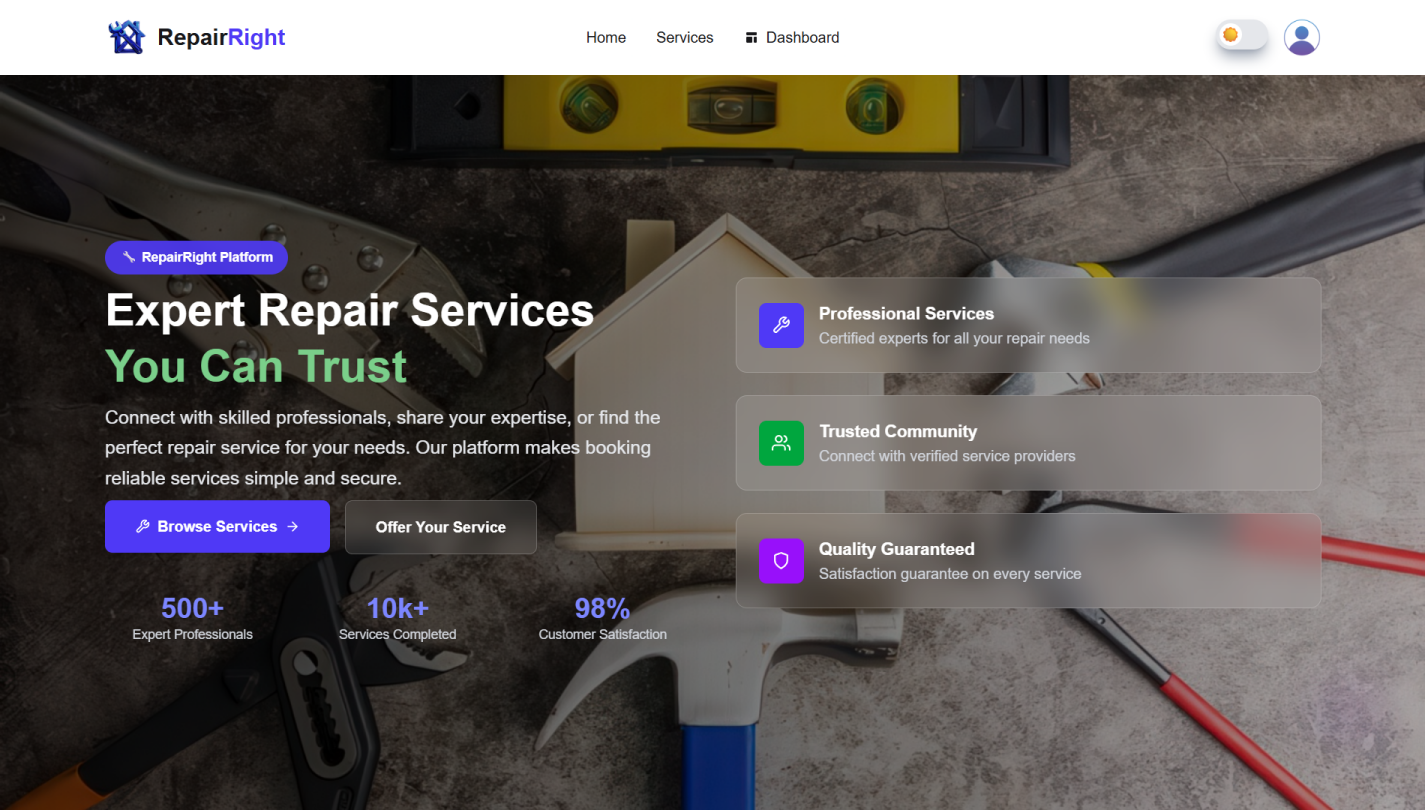 RepairRight
Home
Services
Dashboard
RepairRight Platform
Expert Repair Services
You Can Trust
Connect with skilled professionals, share your expertise, or find the
perfect repair service for your needs. Our platform makes booking
reliable services simple and secure.
Browse Services →
Offer Your Service
500+
Expert Professionals
10k+
Services Completed
98%
Customer Satisfaction
Professional Services
Certified experts for all your repair needs
Trusted Community
Connect with verified service providers
Quality Guaranteed
Satisfaction guarantee on every service